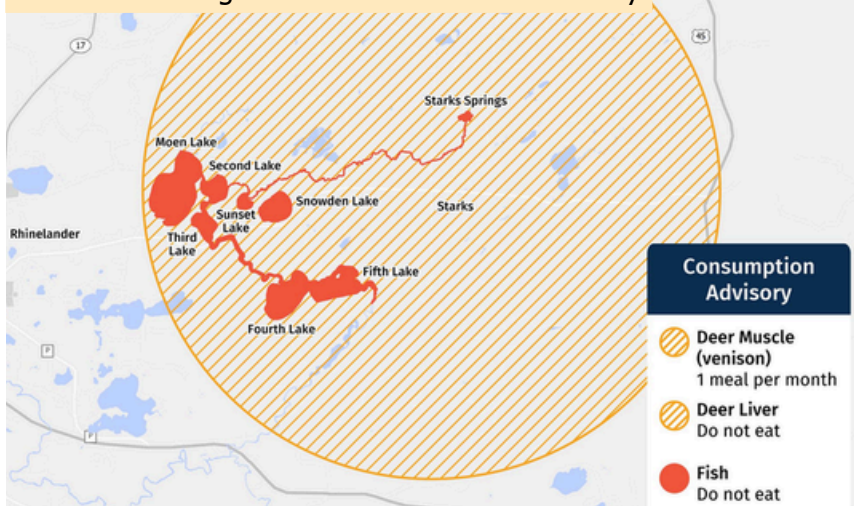 17
45
Starks Springs
Moen Lake
Second Lake
Snowden Lake
Starks
Sunset
Lake
Rhinelander
Third
Lake
Fifth Lake
Fourth Lake
P
P
Consumption
Advisory
Deer Muscle
(venison)
1 meal per month
Deer Liver
Do not eat
Fish
Do not eat